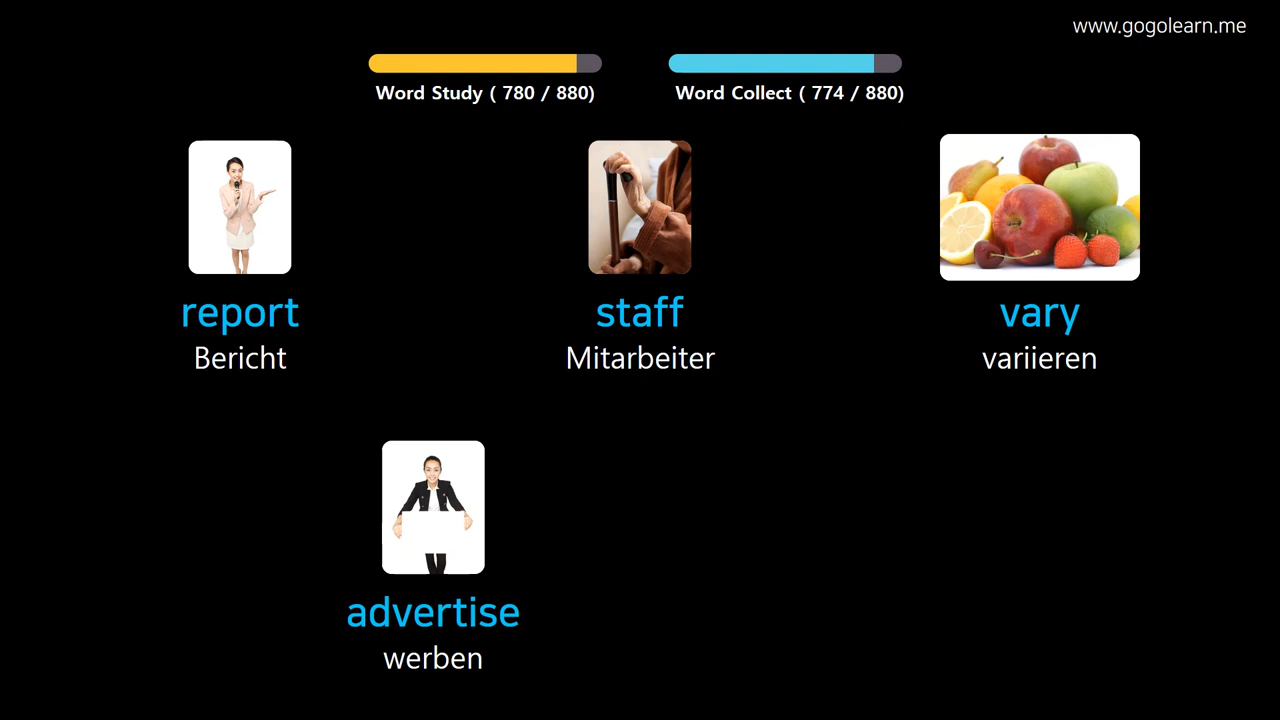 www.gogolearn.me
Word Study ( 780 / 880)
Word Collect ( 774 / 880)
report
Bericht
staff
Mitarbeiter
vary
variieren
advertise
werben